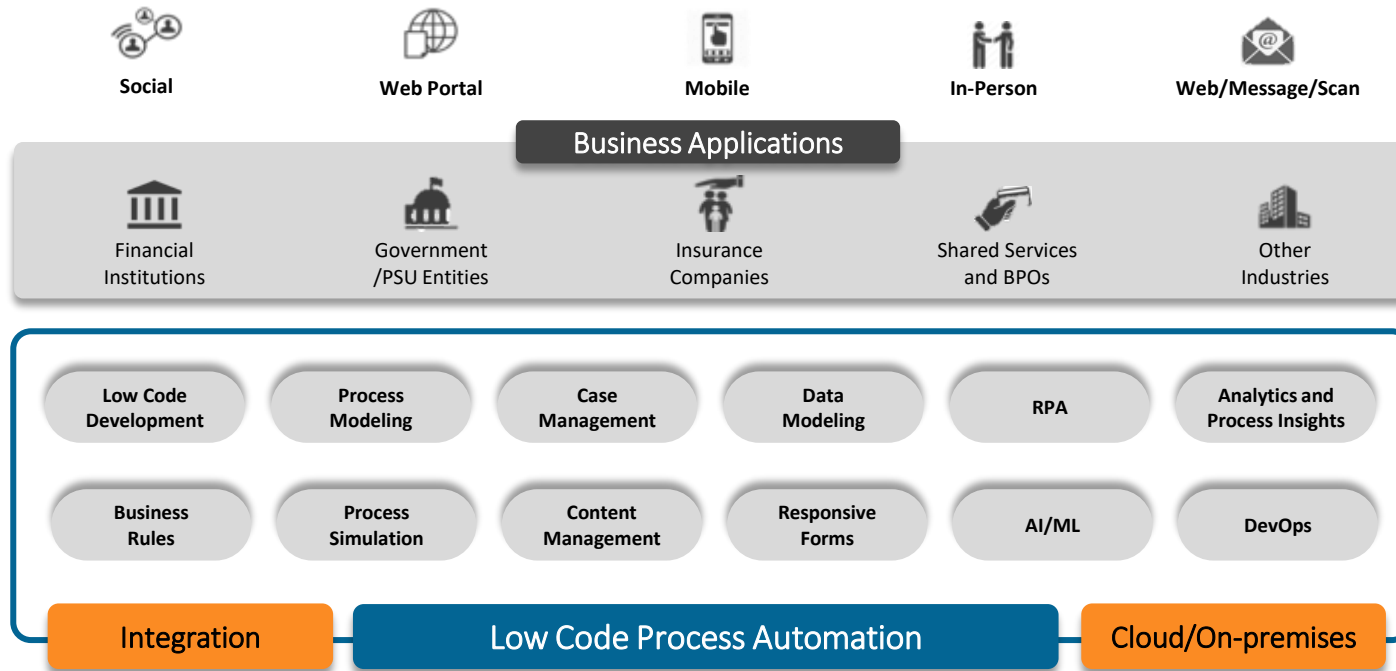 Social
Web Portal
Mobile
In-Person
Web/Message/Scan
Business Applications
Financial
Institutions
Government
/PSU Entities
Insurance
Companies
Shared Services
and BPOs
Other
Industries
Low Code
Development
Process
Modeling
Case
Management
Data
Modeling
RPA
Analytics and
Process Insights
Business
Rules
Process
Simulation
Content
Management
Responsive
Forms
AI/ML
DevOps
Integration
Low Code Process Automation
Cloud/On-premises